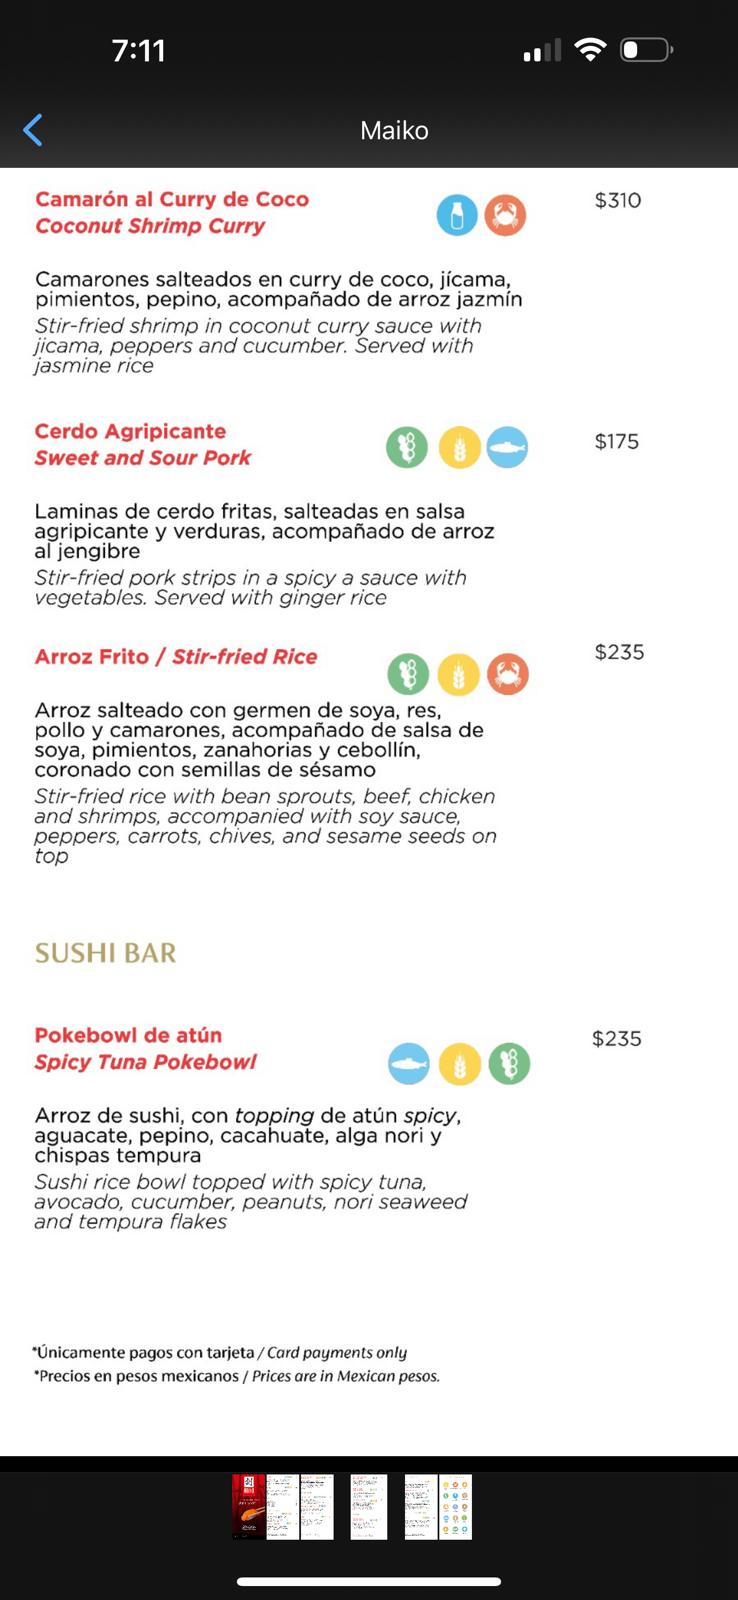 7:11
Maiko
Camarón al Curry de Coco
$310
Coconut Shrimp Curry
Camarones salteados en curry de coco, jícama,
pimientos, pepino, acompañado de arroz jazmín
Stir-fried shrimp in coconut curry sauce with
jicama, peppers and cucumber. Served with
jasmine rice
Cerdo Agripicante
$175
Sweet and Sour Pork
Laminas de cerdo fritas, salteadas en salsa
agripicante y verduras, acompañado de arroz
al jengibre
Stir-fried pork strips in a spicy a sauce with
vegetables. Served with ginger rice
Arroz Frito / Stir-fried Rice
$235
Arroz salteado con germen de soya, res,
pollo y camarones, acompañado de salsa de
soya, pimientos, zanahorias y cebollín,
coronado con semillas de sésamo
Stir-fried rice with bean sprouts, beef, chicken
and shrimps, accompanied with soy sauce,
peppers, carrots, chives, and sesame seeds on
top
SUSHI BAR
Pokebowl de atún
$235
Spicy Tuna Pokebowl
Arroz de sushi, con topping de atún spicy,
aguacate, pepino, cacahuate, alga nori y
chispas tempura
Sushi rice bowl topped with spicy tuna,
avocado, cucumber, peanuts, nori seaweed
and tempura flakes
*Únicamente pagos con tarjeta / Card payments only
*Precios en pesos mexicanos / Prices are in Mexican pesos.